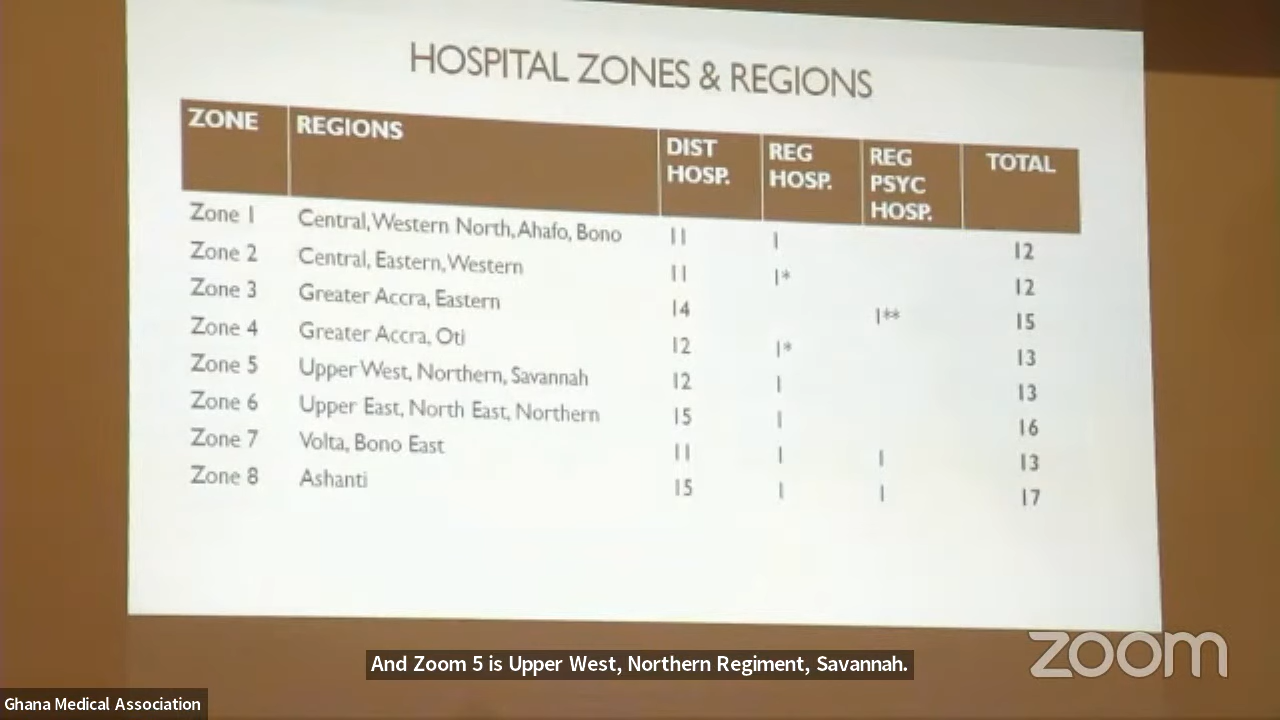 HOSPITAL ZONES & REGIONS
ZONE REGIONS DIST HOSP. REG HOSP. REG PSYC HOSP. TOTAL
Zone 1 Central, Western North, Ahafo, Bono 11 1 12
Zone 2 Central, Eastern, Western 11 1* 12
Zone 3 Greater Accra, Eastern 14 1** 15
Zone 4 Greater Accra, Oti 12 1* 13
Zone 5 Upper West, Northern, Savannah 12 1 13
Zone 6 Upper East, North East, Northern 15 1 16
Zone 7 Volta, Bono East 11 1 1 13
Zone 8 Ashanti 15 1 1 17
zoom
And Zoom 5 is Upper West, Northern Regiment, Savannah.
Ghana Medical Association